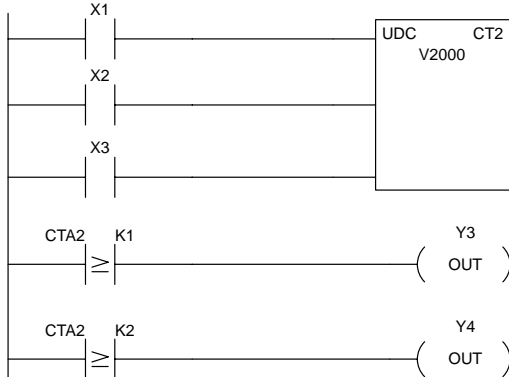 X1
UDC CT2
V2000
X2
X3
CTA2 K1
≥
Y3
OUT
CTA2 K2
≥
Y4
OUT